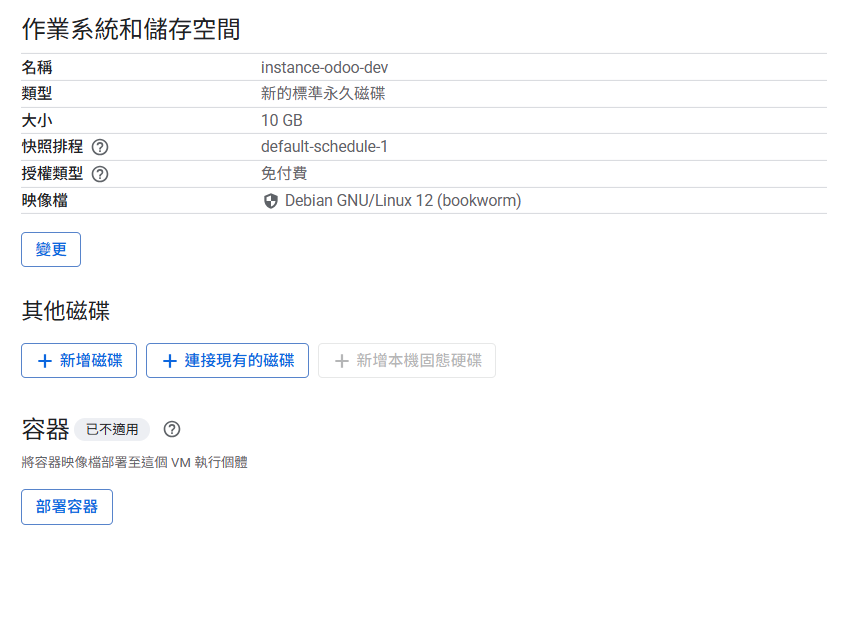 作業系統和儲存空間
名稱 instance-odoo-dev
類型 新的標準永久磁碟
大小 10 GB
快照排程 default-schedule-1
授權類型 免付費
映像檔 Debian GNU/Linux 12 (bookworm)
變更
其他磁碟
新增磁碟 連接現有的磁碟 新增本機固態硬碟
容器 已不適用
將容器映像檔部署至這個 VM 執行個體
部署容器